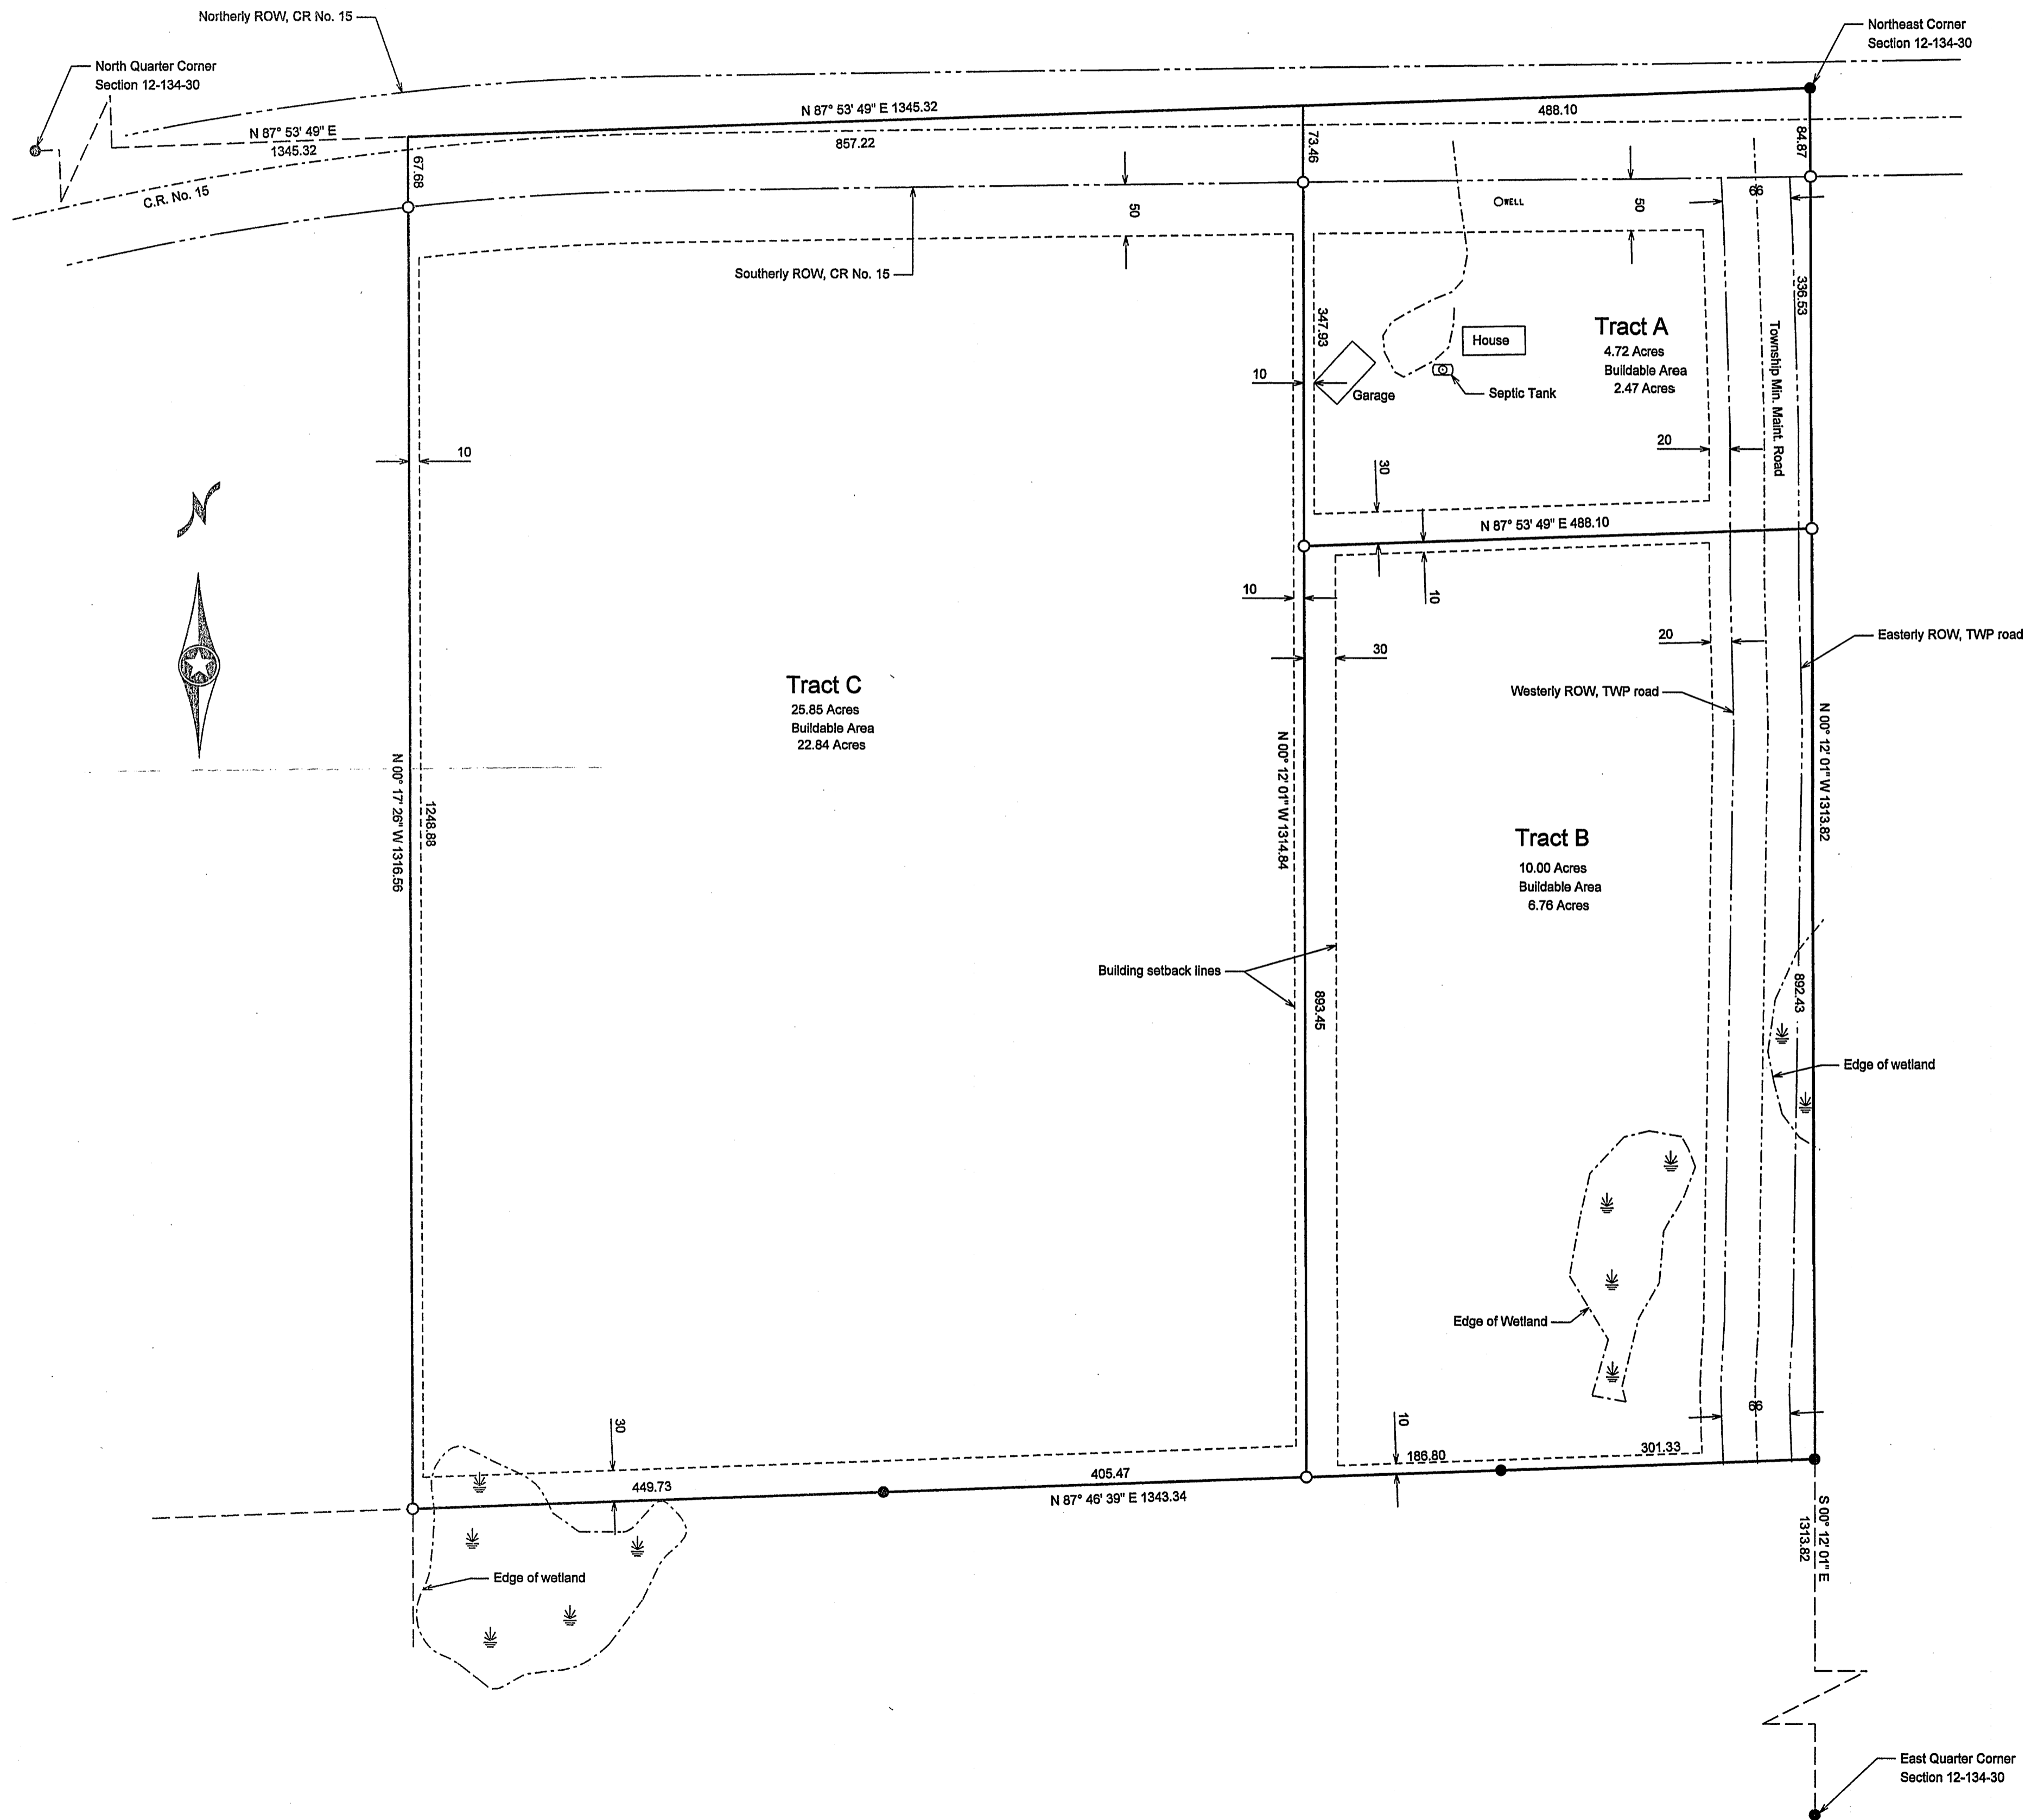 Northerly ROW, CR No. 15
Northeast Corner
Section 12-134-30
North Quarter Corner
Section 12-134-30
N 87° 53' 49" E 1345.32
488.10
N 87° 53' 49" E
1345.32
857.22
67.68
73.46
84.87
C.R. No. 15
66
50
50
WELL
Southerly ROW, CR No. 15
336.53
347.93
Tract A
4.72 Acres
Buildable Area
2.47 Acres
House
Township Min. Maint. Road
10
Garage
Septic Tank
10
20
30
N 87° 53' 49" E 488.10
10
10
20
30
Easterly ROW, TWP road
Westerly ROW, TWP road
Tract C
25.85 Acres
Buildable Area
22.84 Acres
N 00° 17' 26" W 1316.56
1248.88
N 00° 12' 01" W 1314.84
N 00° 12' 01" W 1313.82
Tract B
10.00 Acres
Buildable Area
6.76 Acres
Building setback lines
893.45
892.43
Edge of wetland
Edge of Wetland
30
10
66
186.80
301.33
449.73
405.47
N 87° 46' 39" E 1343.34
S 00° 12' 01" E
1313.82
Edge of wetland
East Quarter Corner
Section 12-134-30